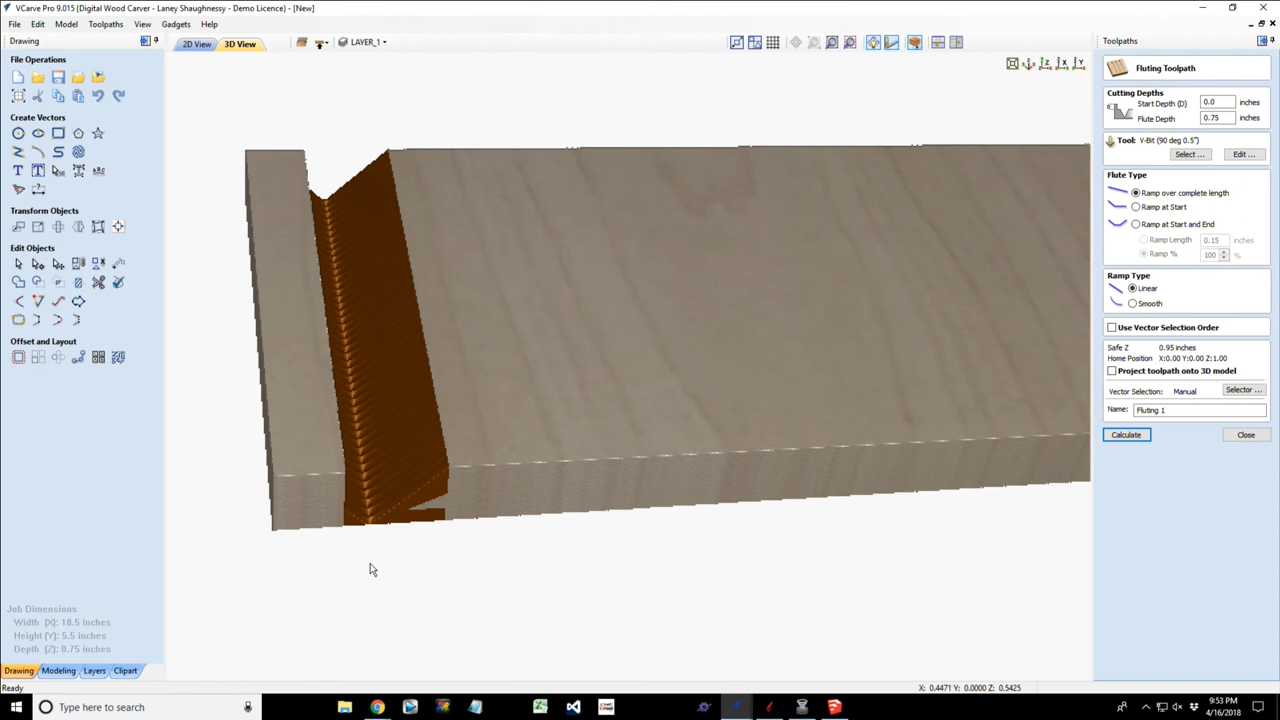 VCarve Pro 9.015 {Digital Wood Carver - Laney Shaughnessy - Demo Licence} - [New]
File Edit Model Toolpaths View Gadgets Help
Drawing
2D View 3D View LAYER_1
Toolpaths
File Operations
Create Vectors
Transform Objects
Edit Objects
Offset and Layout
Job Dimensions
Width (X): 18.5 inches
Height (Y): 5.5 inches
Depth (Z): 0.75 inches
Drawing Modeling Layers Clipart
Z X Y
Fluting Toolpath
Cutting Depths
Start Depth (D) 0.0 inches
Flute Depth 0.75 inches
Tool: V-Bit (90 deg 0.5")
Select ... Edit ...
Flute Type
Ramp over complete length
Ramp at Start
Ramp at Start and End
Ramp Length 0.15 inches
Ramp % 100 %
Ramp Type
Linear
Smooth
Use Vector Selection Order
Safe Z 0.95 inches
Home Position X:0.00 Y:0.00 Z:1.00
Project toolpath onto 3D model
Vector Selection: Manual Selector ...
Name: Fluting 1
Calculate Close
Ready
X: 0.4471 Y: 0.0000 Z: 0.5425
Type here to search
9:53 PM
4/16/2018